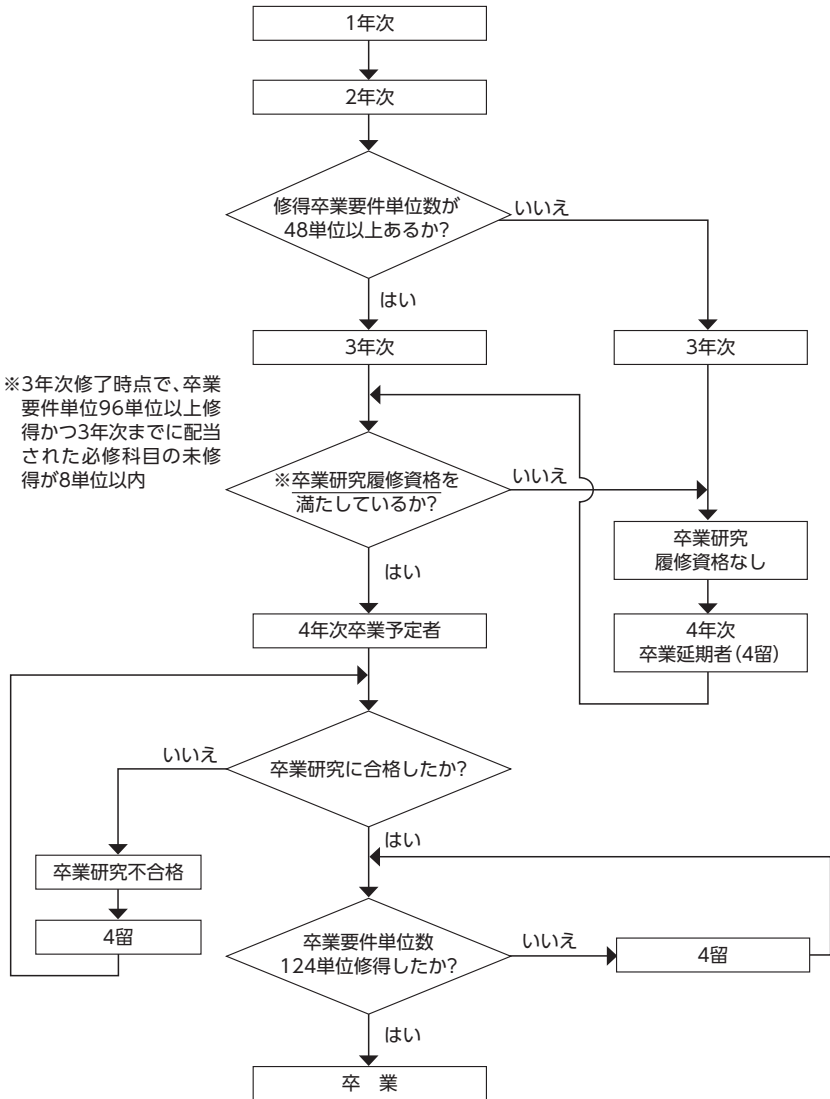 1年次
2年次
修得卒業要件単位数が
48単位以上あるか?
いいえ
はい
3年次
3年次
※3年次修了時点で、卒業
要件単位96単位以上修
得かつ3年次までに配当
された必修科目の未修
得が8単位以内
※卒業研究履修資格を
満たしているか?
いいえ
卒業研究
履修資格なし
はい
4年次卒業予定者
4年次
卒業延期者(4留)
卒業研究に合格したか?
いいえ
はい
卒業研究不合格
4留
卒業要件単位数
124単位修得したか?
いいえ
4留
はい
卒 業